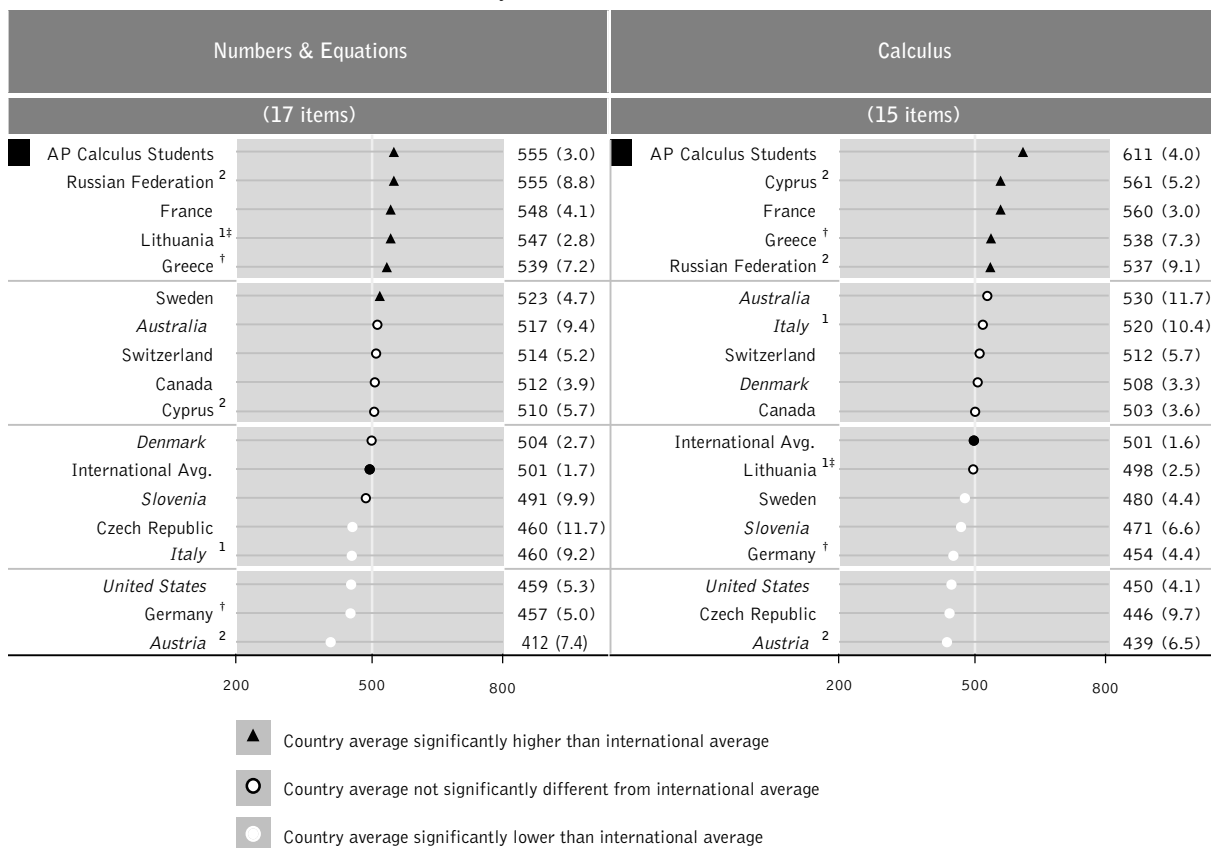 Numbers & Equations
(17 items)
AP Calculus Students 555 (3.0)
Russian Federation ² 555 (8.8)
France 548 (4.1)
Lithuania ¹‡ 547 (2.8)
Greece † 539 (7.2)
Sweden 523 (4.7)
Australia 517 (9.4)
Switzerland 514 (5.2)
Canada 512 (3.9)
Cyprus ² 510 (5.7)
Denmark 504 (2.7)
International Avg. 501 (1.7)
Slovenia 491 (9.9)
Czech Republic 460 (11.7)
Italy ¹ 460 (9.2)
United States 459 (5.3)
Germany † 457 (5.0)
Austria ² 412 (7.4)
200 500 800
Calculus
(15 items)
AP Calculus Students 611 (4.0)
Cyprus ² 561 (5.2)
France 560 (3.0)
Greece † 538 (7.3)
Russian Federation ² 537 (9.1)
Australia 530 (11.7)
Italy ¹ 520 (10.4)
Switzerland 512 (5.7)
Denmark 508 (3.3)
Canada 503 (3.6)
International Avg. 501 (1.6)
Lithuania ¹‡ 498 (2.5)
Sweden 480 (4.4)
Slovenia 471 (6.6)
Germany † 454 (4.4)
United States 450 (4.1)
Czech Republic 446 (9.7)
Austria ² 439 (6.5)
200 500 800
Country average significantly higher than international average
Country average not significantly different from international average
Country average significantly lower than international average